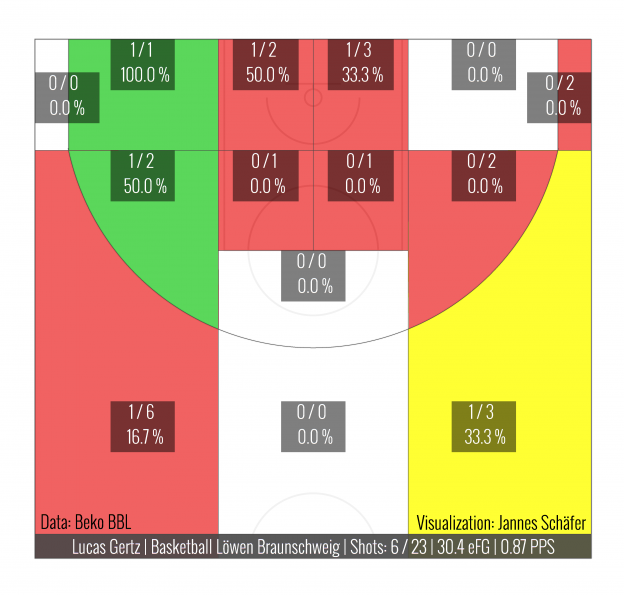 1 / 1
100.0 %
1 / 2
50.0 %
1 / 3
33.3 %
0 / 0
0.0 %
0 / 0
0.0 %
0 / 2
0.0 %
1 / 2
50.0 %
0 / 1
0.0 %
0 / 1
0.0 %
0 / 2
0.0 %
0 / 0
0.0 %
1 / 6
16.7 %
0 / 0
0.0 %
1 / 3
33.3 %
Data: Beko BBL
Visualization: Jannes Schäfer
Lucas Gertz | Basketball Löwen Braunschweig | Shots: 6 / 23 | 30.4 eFG | 0.87 PPS